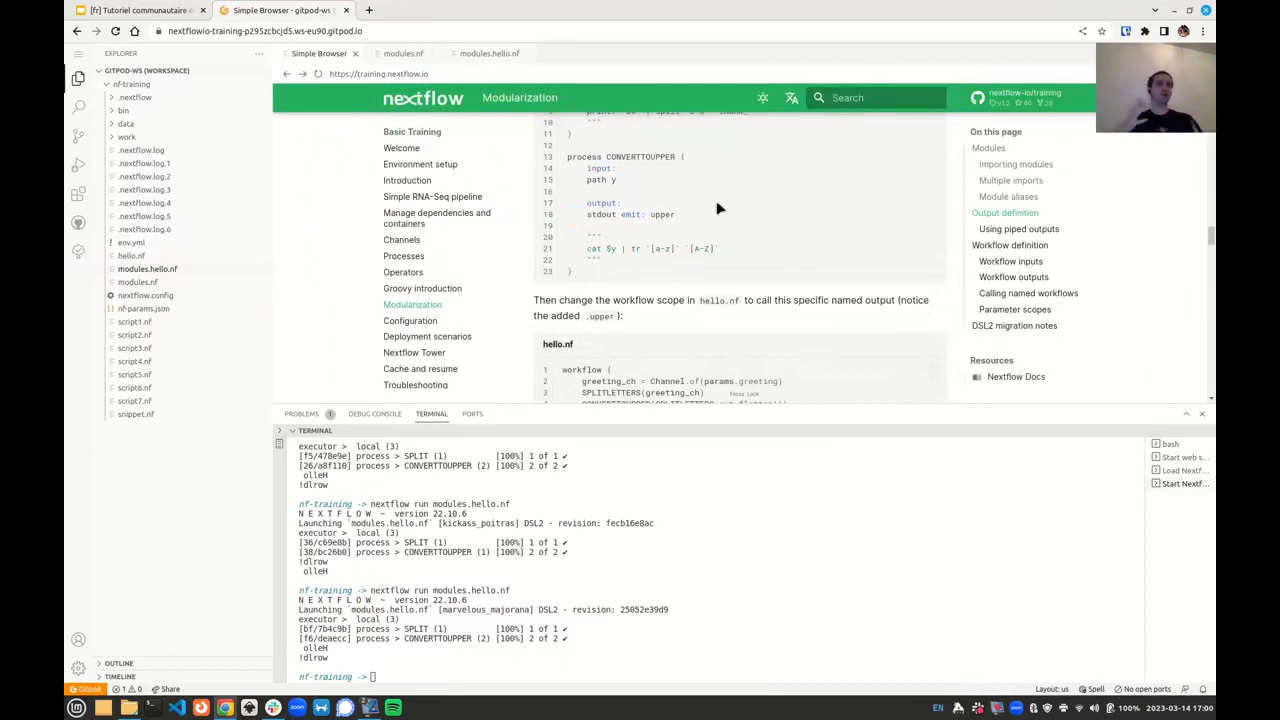 [fr] Tutoriel communautaire e
Simple Browser - gitpod-ws (
nextflowio-training-p295zcbcjd5.ws-eu90.gitpod.io
EXPLORER
Simple Browser
modules.nf
modules.hello.nf
GITPOD-WS (WORKSPACE)
nf-training
.nextflow
bin
data
work
.nextflow.log
.nextflow.log.1
.nextflow.log.2
.nextflow.log.3
.nextflow.log.4
.nextflow.log.5
.nextflow.log.6
env.yml
hello.nf
modules.hello.nf
modules.nf
nextflow.config
nf-params.json
script1.nf
script2.nf
script3.nf
script4.nf
script5.nf
script6.nf
script7.nf
snippet.nf
OUTLINE
TIMELINE
https://training.nextflow.io
nextflow
Modularization
Search
nextflow-io/training
v1.2 40 29
Basic Training
Welcome
Environment setup
Introduction
Simple RNA-Seq pipeline
Manage dependencies and
containers
Channels
Processes
Operators
Groovy introduction
Modularization
Configuration
Deployment scenarios
Nextflow Tower
Cache and resume
Troubleshooting
10 """
11 }
12
13 process CONVERTTOUPPER {
14 input:
15 path y
16
17 output:
18 stdout emit: upper
19
20 """
21 cat $y | tr '[a-z]' '[A-Z]'
22 """
23 }
Then change the workflow scope in hello.nf to call this specific named output (notice
the added .upper):
hello.nf
1 workflow {
2 greeting_ch = Channel.of(params.greeting)
3 SPLITLETTERS(greeting_ch)
On this page
Modules
Importing modules
Multiple imports
Module aliases
Output definition
Using piped outputs
Workflow definition
Workflow inputs
Workflow outputs
Calling named workflows
Parameter scopes
DSL2 migration notes
Resources
Nextflow Docs
PROBLEMS 1
DEBUG CONSOLE
TERMINAL
PORTS
TERMINAL
executor > local (3)
[f5/478e9e] process > SPLIT (1) [100%] 1 of 1 ✔
[26/a8f110] process > CONVERTTOUPPER (2) [100%] 2 of 2 ✔
olleH
!dlrow
nf-training -> nextflow run modules.hello.nf
N E X T F L O W ~ version 22.10.6
Launching `modules.hello.nf` [kickass_poitras] DSL2 - revision: fecb16e8ac
executor > local (3)
[36/c69e8b] process > SPLIT (1) [100%] 1 of 1 ✔
[38/bc26b0] process > CONVERTTOUPPER (1) [100%] 2 of 2 ✔
!dlrow
olleH
nf-training -> nextflow run modules.hello.nf
N E X T F L O W ~ version 22.10.6
Launching `modules.hello.nf` [marvelous_majorana] DSL2 - revision: 25052e39d9
executor > local (3)
[bf/7b4c9b] process > SPLIT (1) [100%] 1 of 1 ✔
[f6/deaecc] process > CONVERTTOUPPER (2) [100%] 2 of 2 ✔
olleH
!dlrow
nf-training ->
bash
Start web s...
Load Nextf...
Start Nextf...
Gitpod
1 0
Share
Layout: us
Spell
No open ports
EN
100%
2023-03-14 17:00